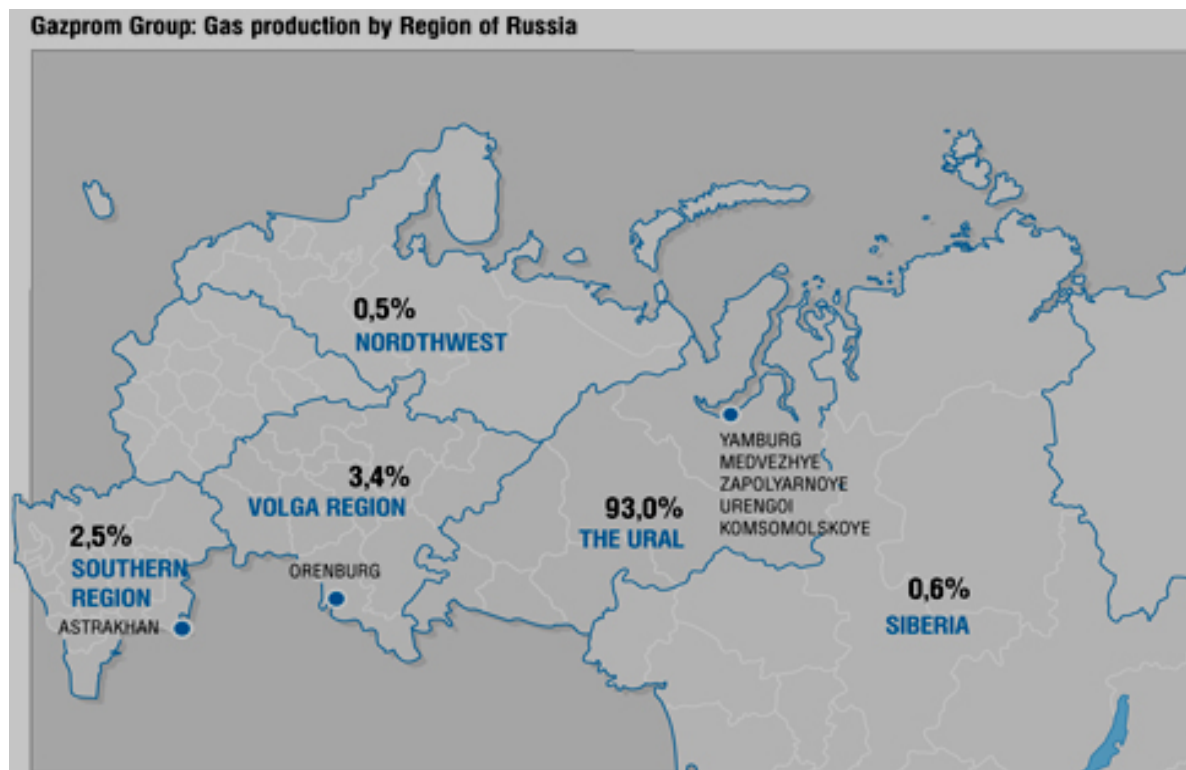 Gazprom Group: Gas production by Region of Russia
0,5%
NORDTHWEST
3,4%
VOLGA REGION
2,5%
SOUTHERN
REGION
ASTRAKHAN
ORENBURG
93,0%
THE URAL
YAMBURG
MEDVEZHYE
ZAPOLYARNOYE
URENGOI
KOMSOMOLSKOYE
0,6%
SIBERIA